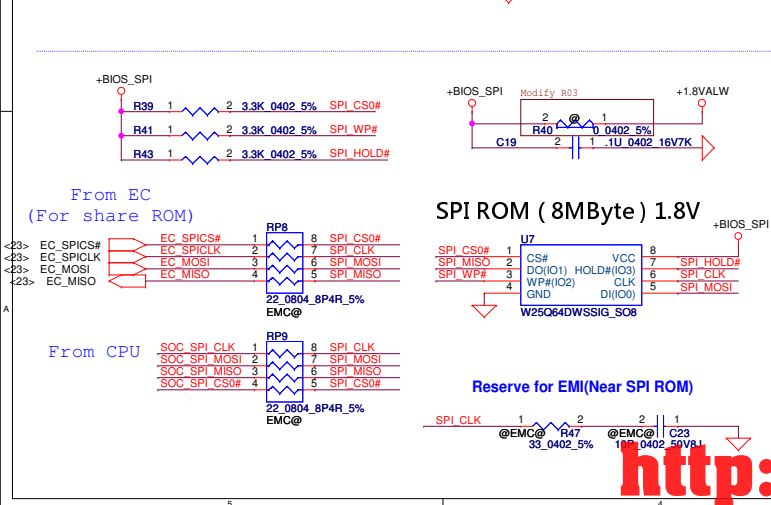 +BIOS_SPI
R39 1 2 3.3K_0402_5% SPI_CS0#
R41 1 2 3.3K_0402_5% SPI_WP#
R43 1 2 3.3K_0402_5% SPI_HOLD#
+BIOS_SPI
Modify R03
+1.8VALW
2 @ 1
R40 0_0402_5%
C19 2 1 .1U_0402_16V7K
From EC
(For share ROM)
<23> EC_SPICS#
<23> EC_SPICLK
<23> EC_MOSI
<23> EC_MISO
RP8
EC_SPICS# 1 8 SPI_CS0#
EC_SPICLK 2 7 SPI_CLK
EC_MOSI 3 6 SPI_MOSI
EC_MISO 4 5 SPI_MISO
22_0804_8P4R_5%
EMC@
SPI ROM ( 8MByte ) 1.8V
+BIOS_SPI
U7
SPI_CS0# 1 CS# VCC 8
SPI_MISO 2 DO(IO1) HOLD#(IO3) 7 SPI_HOLD#
SPI_WP# 3 WP#(IO2) CLK 6 SPI_CLK
4 GND DI(IO0) 5 SPI_MOSI
W25Q64DWSSIG_SO8
From CPU
RP9
SOC_SPI_CLK 1 8 SPI_CLK
SOC_SPI_MOSI 2 7 SPI_MOSI
SOC_SPI_MISO 3 6 SPI_MISO
SOC_SPI_CS0# 4 5 SPI_CS0#
22_0804_8P4R_5%
EMC@
Reserve for EMI(Near SPI ROM)
SPI_CLK 1 2 2 1
@EMC@ R47 @EMC@ C23
33_0402_5% 10P_0402_50V8J
A
http:
5 4